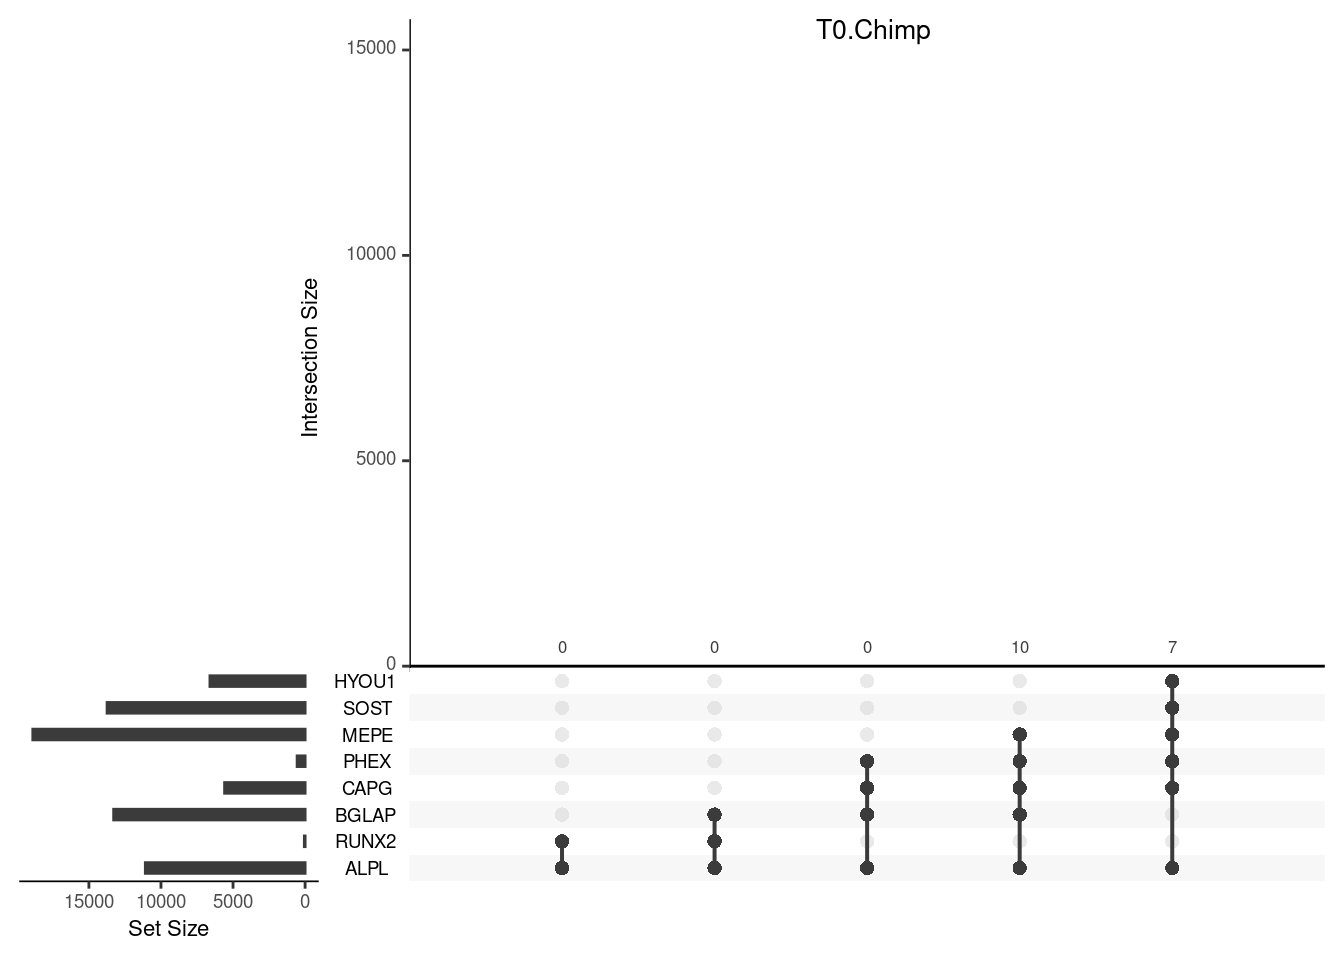 T0.Chimp
15000
10000
5000
0
Intersection Size
0 0 0 10 7
HYOU1
SOST
MEPE
PHEX
CAPG
BGLAP
RUNX2
ALPL
15000 10000 5000 0
Set Size